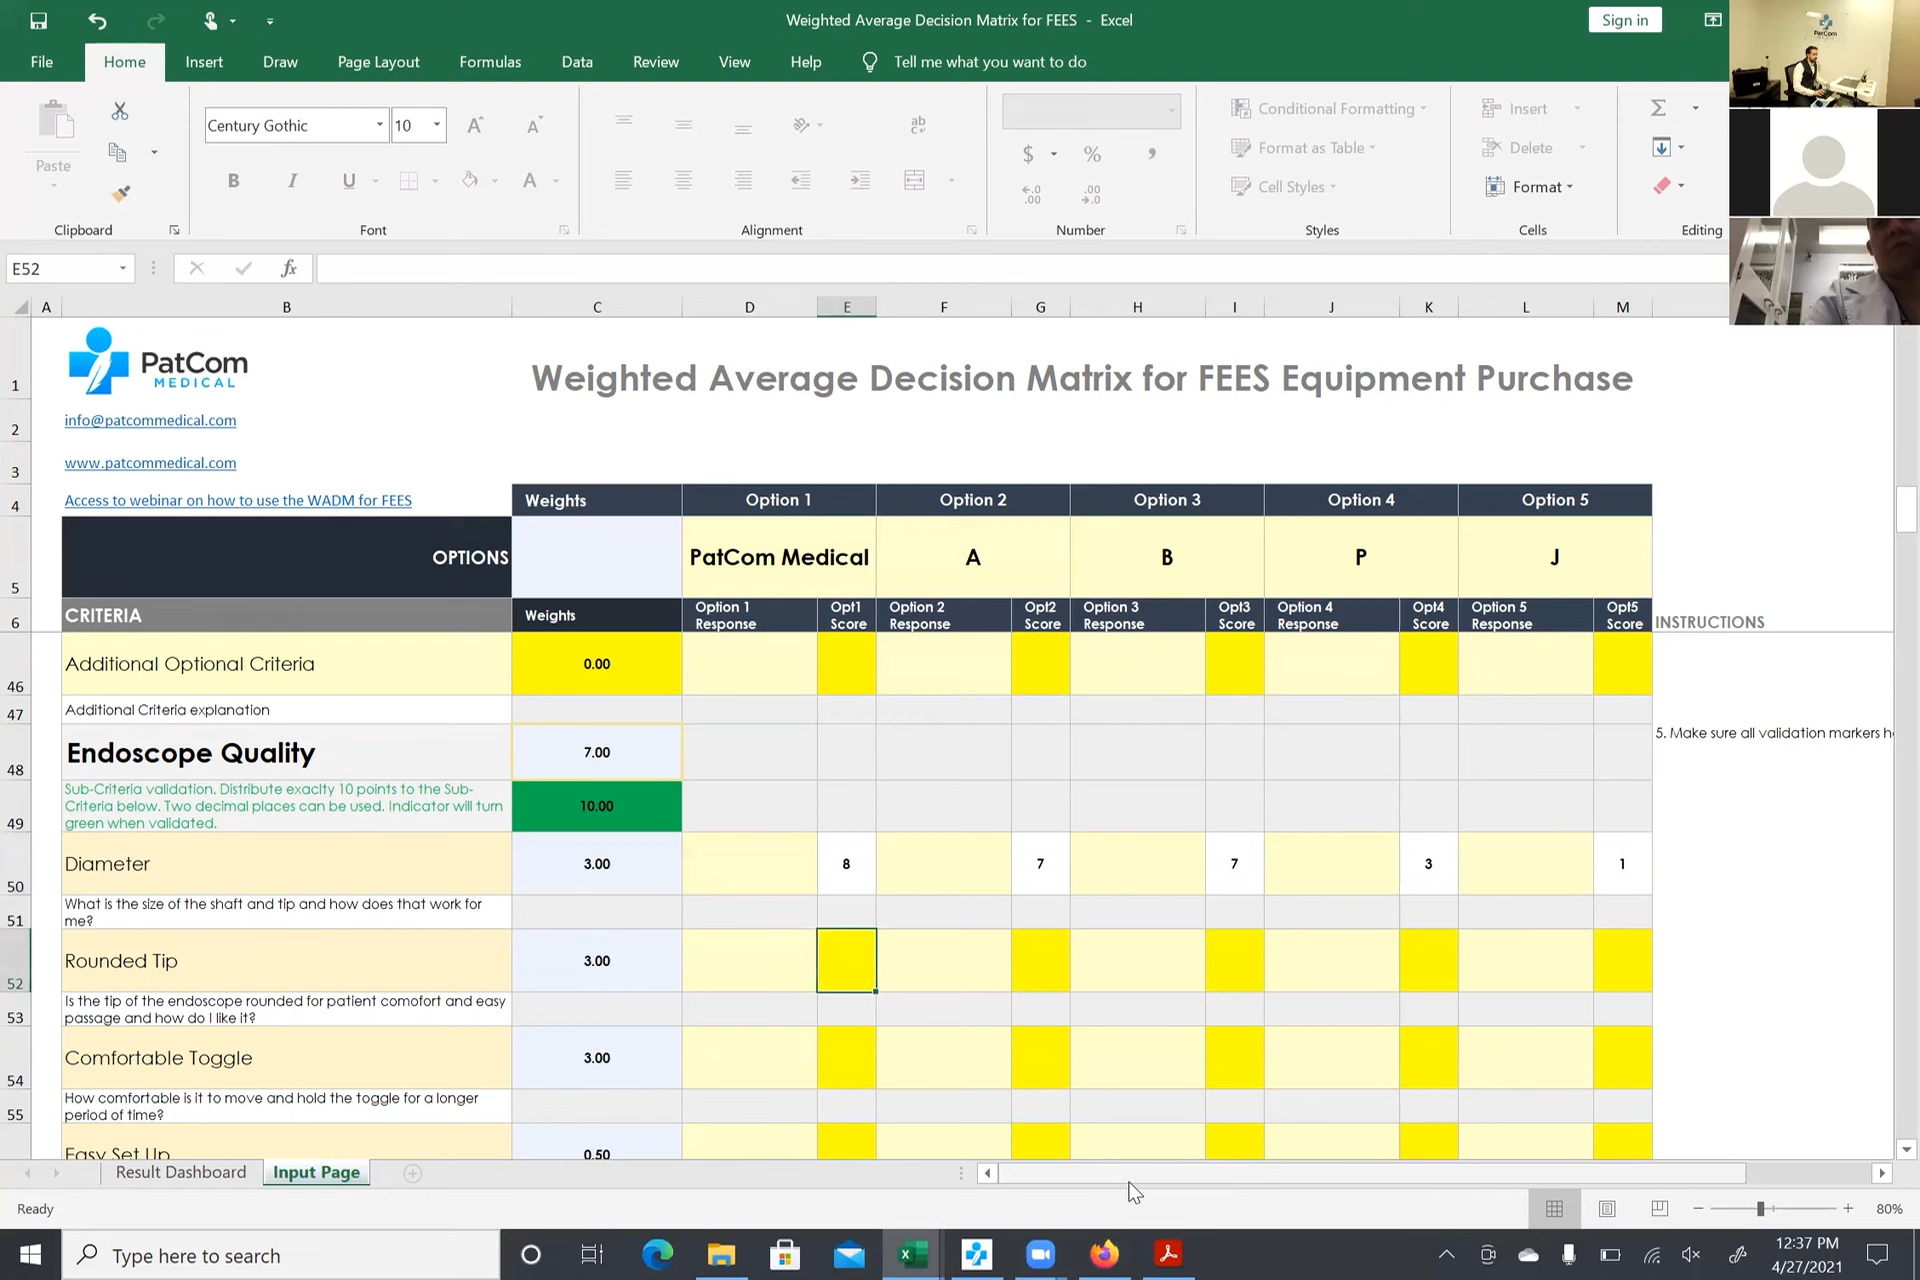 Weighted Average Decision Matrix for FEES - Excel
Sign in
File Home Insert Draw Page Layout Formulas Data Review View Help Tell me what you want to do
PatCom
Paste
Century Gothic 10
B I U A
ab
$ % ,
Conditional Formatting
Format as Table
Cell Styles
Insert
Delete
Format
Clipboard Font Alignment Number Styles Cells Editing
E52 fx
A B C D E F G H I J K L M
1
PatCom
MEDICAL
Weighted Average Decision Matrix for FEES Equipment Purchase
2 info@patcommedical.com
3 www.patcommedical.com
4 Access to webinar on how to use the WADM for FEES Weights Option 1 Option 2 Option 3 Option 4 Option 5
5 OPTIONS PatCom Medical A B P J
6 CRITERIA Weights Option 1 Response Opt1 Score Option 2 Response Opt2 Score Option 3 Response Opt3 Score Option 4 Response Opt4 Score Option 5 Response Opt5 Score INSTRUCTIONS
46 Additional Optional Criteria 0.00
47 Additional Criteria explanation
48 Endoscope Quality 7.00 5. Make sure all validation markers h
Sub-Criteria validation. Distribute exaclty 10 points to the Sub-
Criteria below. Two decimal places can be used. Indicator will turn 10.00
49 green when validated.
50 Diameter 3.00 8 7 7 3 1
What is the size of the shaft and tip and how does that work for
51 me?
52 Rounded Tip 3.00
Is the tip of the endoscope rounded for patient comofort and easy
53 passage and how do I like it?
54 Comfortable Toggle 3.00
How comfortable is it to move and hold the toggle for a longer
55 period of time?
Easy Set Up 0.50
Result Dashboard Input Page
Ready 80%
Type here to search
12:37 PM
4/27/2021